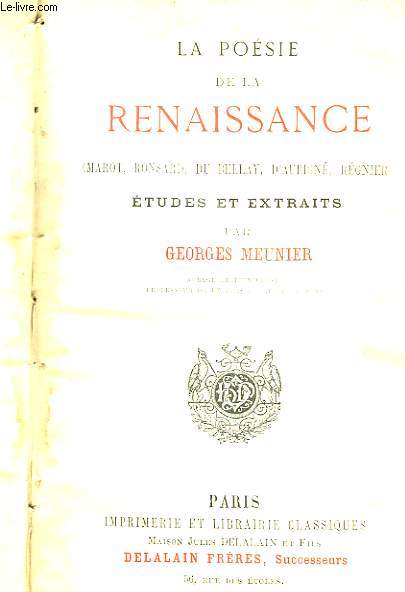 Le-livre.com
LA POÉSIE
DE LA
RENAISSANCE
(MAROT, RONSARD, DU BELLAY, D'AUBIGNÉ, RÉGNIER)
ÉTUDES ET EXTRAITS
PAR
GEORGES MEUNIER
PARIS
IMPRIMERIE ET LIBRAIRIE CLASSIQUES
MAISON JULES DELALAIN ET FILS
DELALAIN FRÈRES, Successeurs
56, RUE DES ÉCOLES.